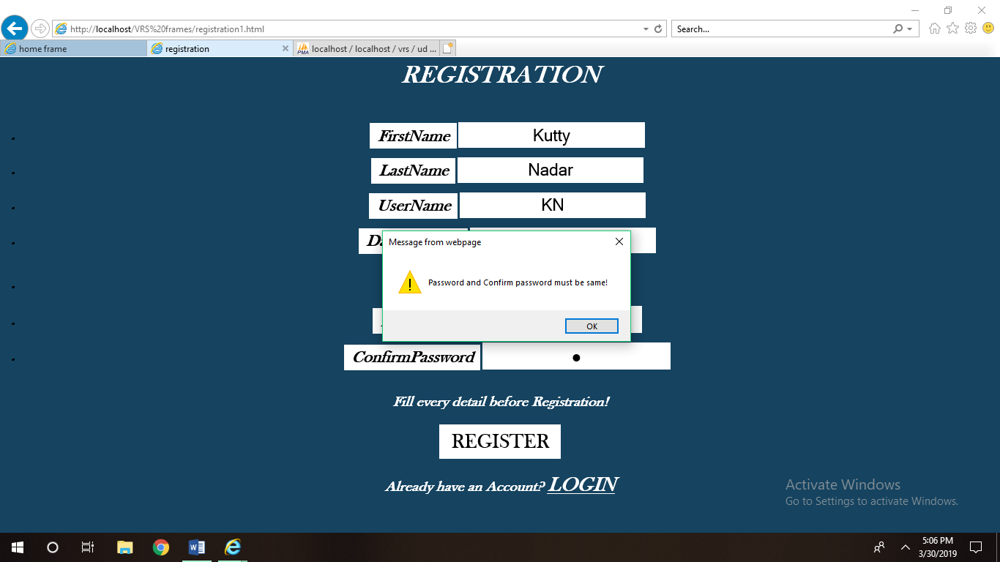 http://localhost/VRS%20frames/registration1.html
Search...
home frame
registration
localhost / localhost / vrs / ud ...
REGISTRATION
FirstName Kutty
LastName Nadar
UserName KN
Message from webpage
Password and Confirm password must be same!
OK
ConfirmPassword ●
Fill every detail before Registration!
REGISTER
Already have an Account? LOGIN
Activate Windows
Go to Settings to activate Windows.
5:06 PM
3/30/2019